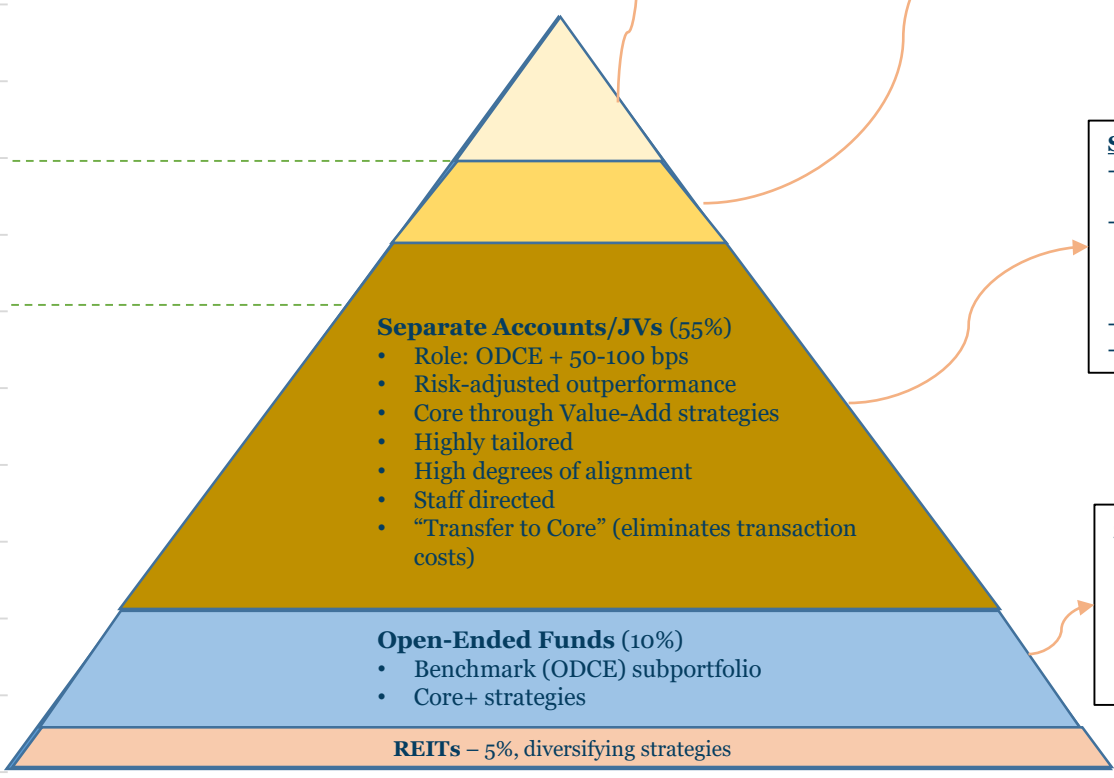 Separate Accounts/JVs (55%)
• Role: ODCE + 50-100 bps
• Risk-adjusted outperformance
• Core through Value-Add strategies
• Highly tailored
• High degrees of alignment
• Staff directed
• “Transfer to Core” (eliminates transaction
costs)
Open-Ended Funds (10%)
• Benchmark (ODCE) subportfolio
• Core+ strategies
REITs – 5%, diversifying strategies